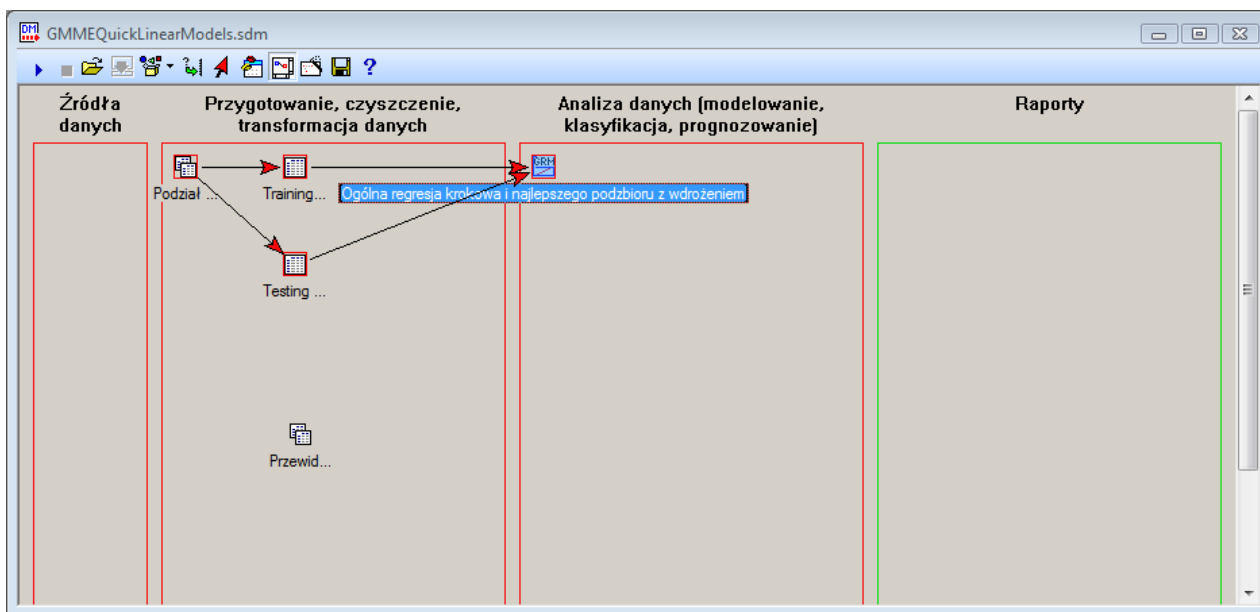 GMMEQuickLinearModels.sdm
Źródła
danych
Przygotowanie, czyszczenie,
transformacja danych
Analiza danych (modelowanie,
klasyfikacja, prognozowanie)
Raporty
Podział ...
Training...
Ogólna regresja krokowa i najlepszego podzbioru z wdrożeniem
Testing ...
Przewid...